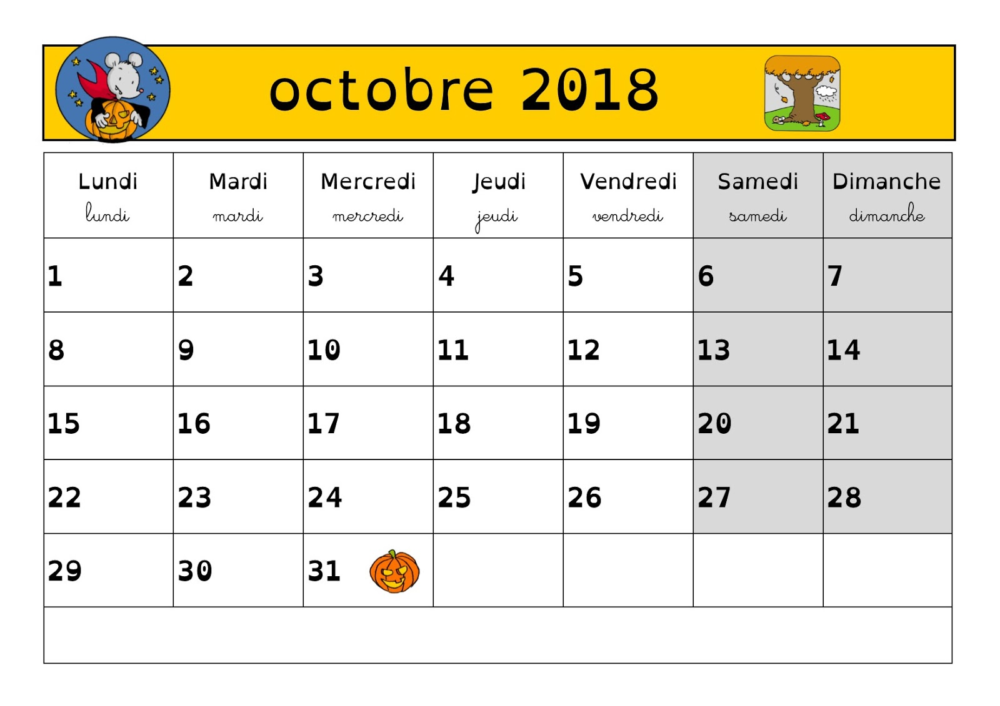 octobre 2018
Lundi Mardi Mercredi Jeudi Vendredi Samedi Dimanche
lundi mardi mercredi jeudi vendredi samedi dimanche
1 2 3 4 5 6 7
8 9 10 11 12 13 14
15 16 17 18 19 20 21
22 23 24 25 26 27 28
29 30 31